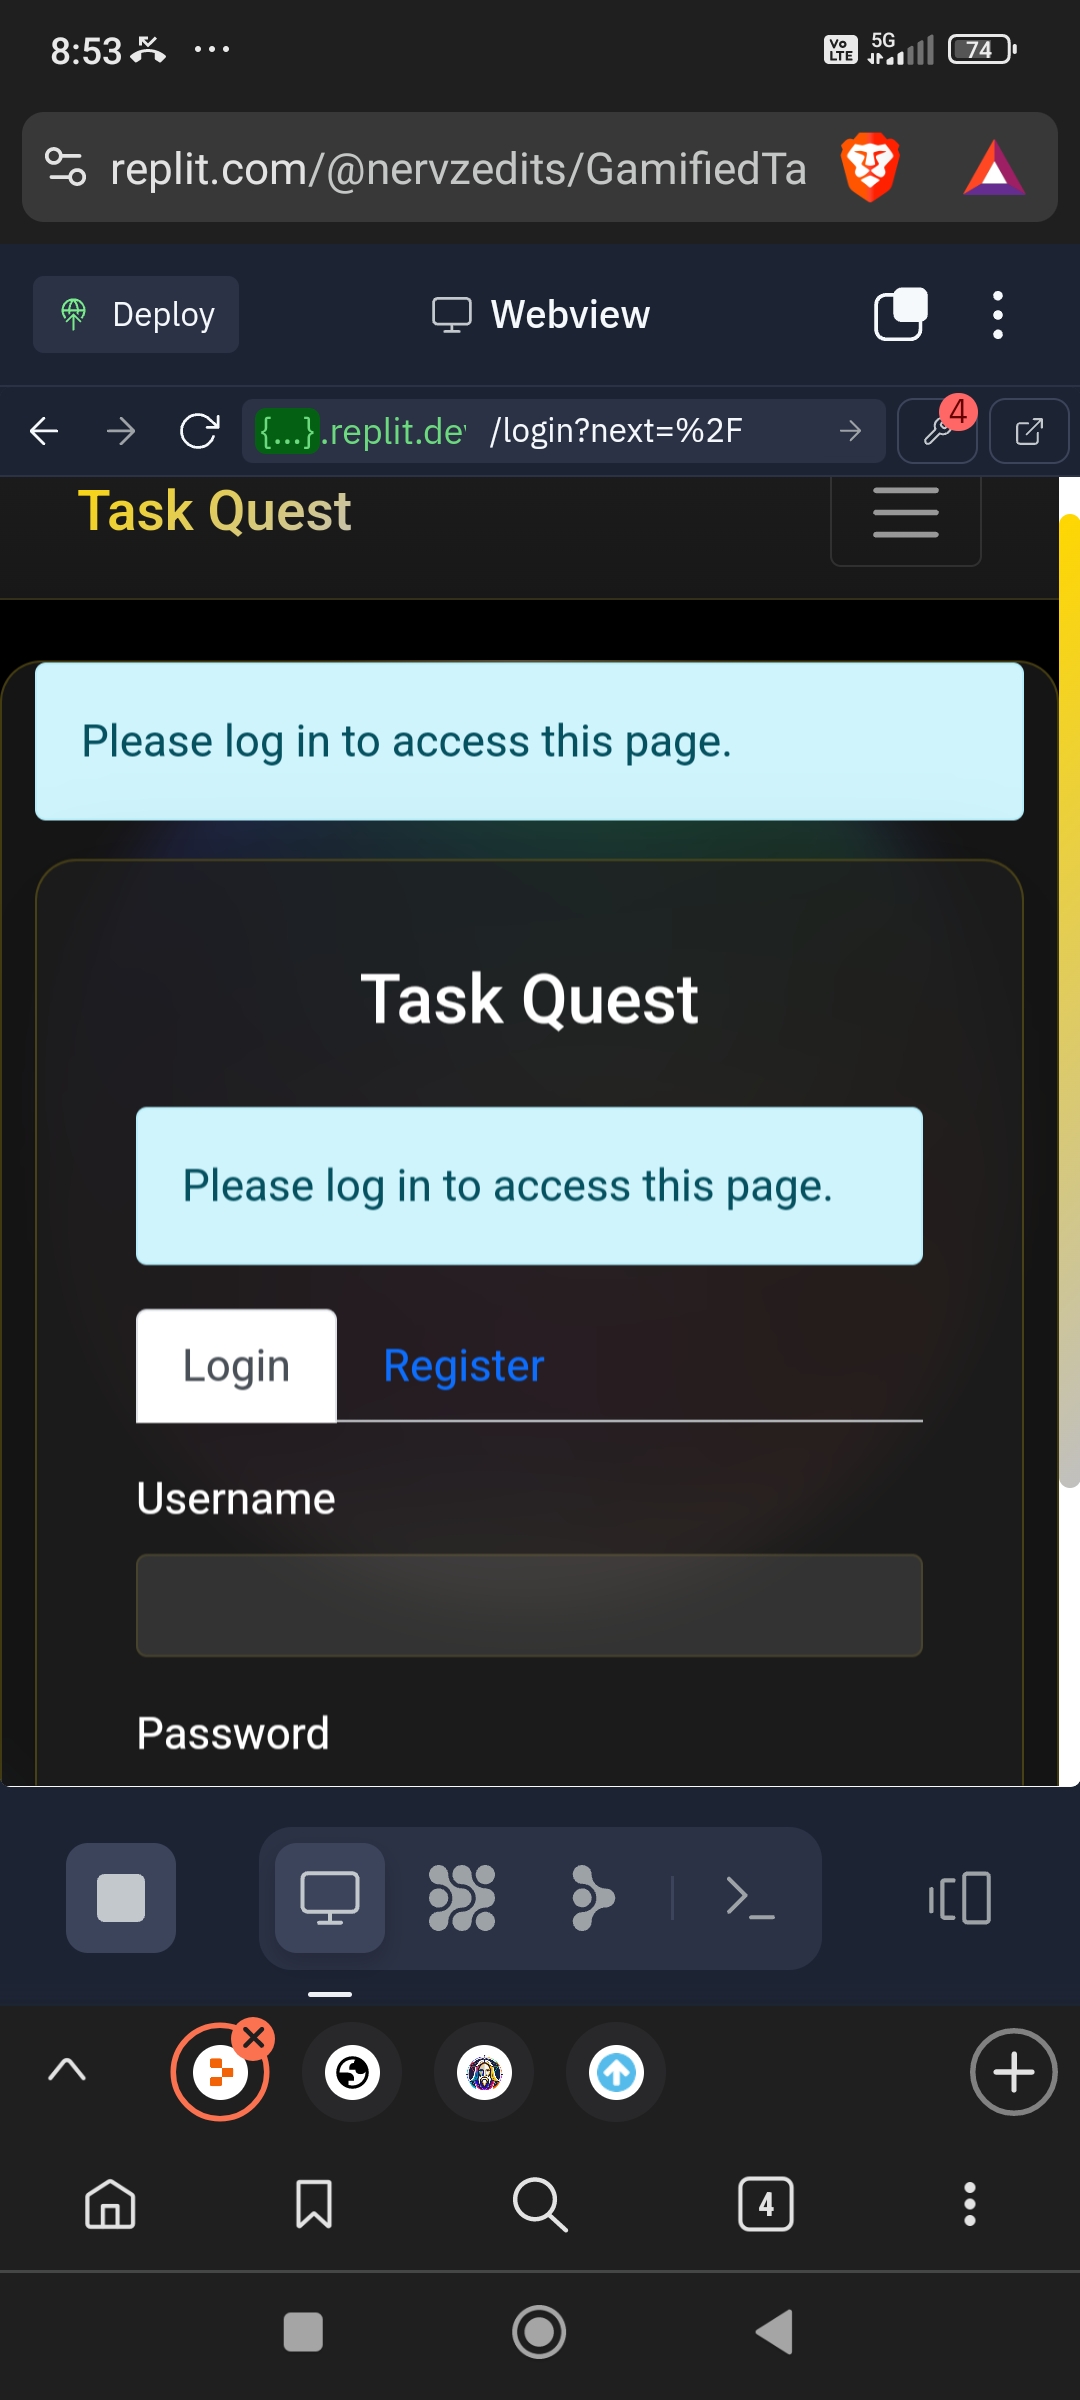 8:53
Vo LTE
5G
74
replit.com/@nervzedits/GamifiedTa
Deploy
Webview
{...}.replit.de
/login?next=%2F
4
Task Quest
Please log in to access this page.
Task Quest
Please log in to access this page.
Login
Register
Username
Password
4